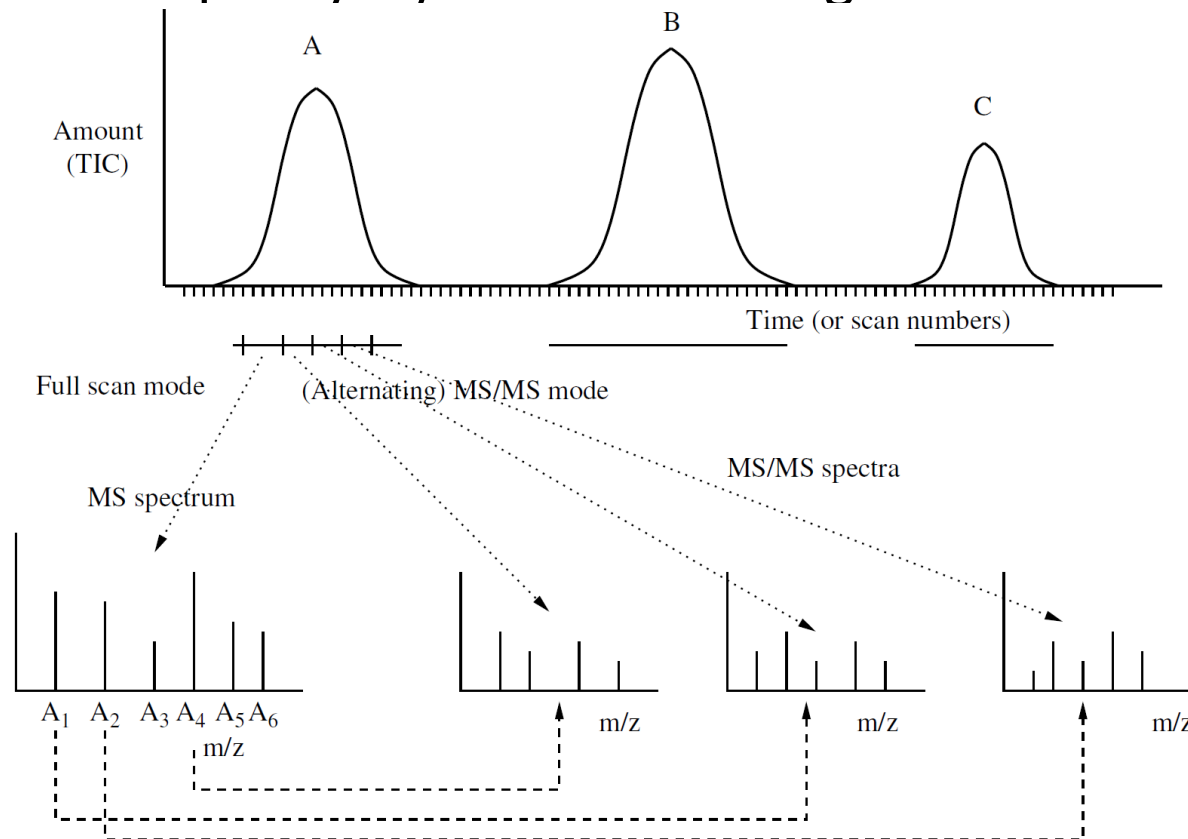 A
B
C
Amount
(TIC)
Time (or scan numbers)
Full scan mode
(Alternating) MS/MS mode
MS/MS spectra
MS spectrum
A1 A2 A3 A4 A5 A6
m/z
m/z
m/z
m/z